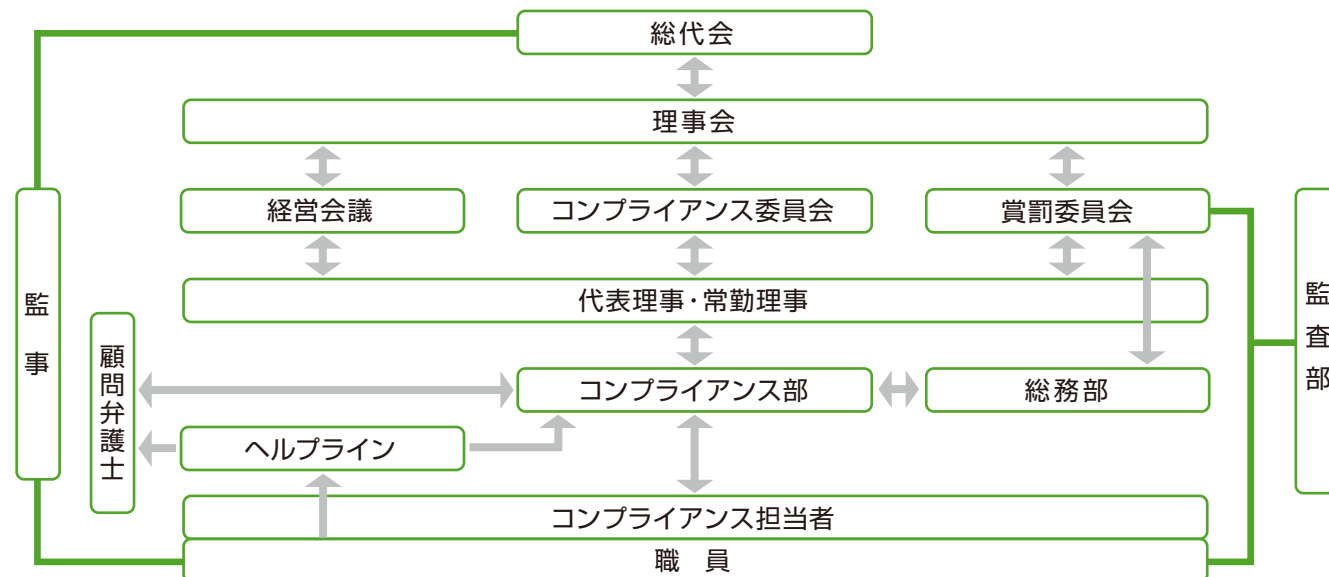 総代会
理事会
経営会議
コンプライアンス委員会
賞罰委員会
代表理事・常勤理事
監事
顧問弁護士
監査部
コンプライアンス部
総務部
ヘルプライン
コンプライアンス担当者
職 員